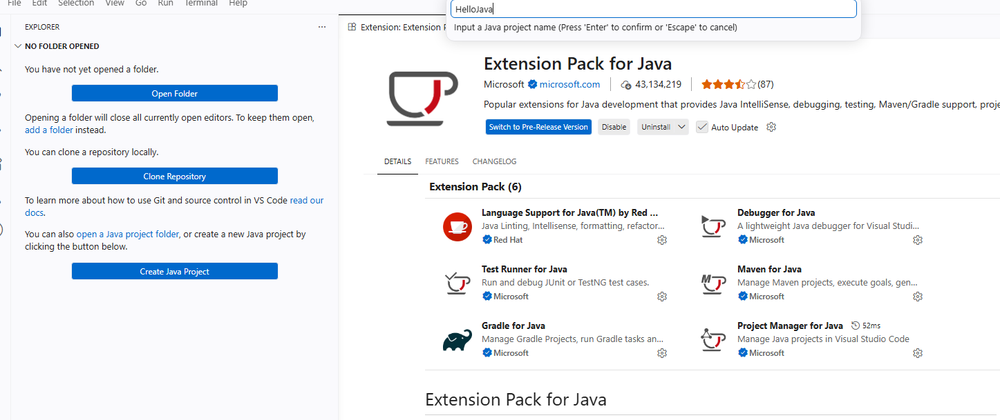 File Edit Selection View Go Run Terminal Help
HelloJava
Input a Java project name (Press 'Enter' to confirm or 'Escape' to cancel)
EXPLORER
NO FOLDER OPENED
You have not yet opened a folder.
Open Folder
Opening a folder will close all currently open editors. To keep them open,
add a folder instead.
You can clone a repository locally.
Clone Repository
To learn more about how to use Git and source control in VS Code read our
docs.
You can also open a Java project folder, or create a new Java project by
clicking the button below.
Create Java Project
Extension: Extension
Extension Pack for Java
Microsoft microsoft.com 43,134,219 (87)
Popular extensions for Java development that provides Java IntelliSense, debugging, testing, Maven/Gradle support, proje
Switch to Pre-Release Version Disable Uninstall Auto Update
DETAILS FEATURES CHANGELOG
Extension Pack (6)
Language Support for Java(TM) by Red ...
Java Linting, Intellisense, formatting, refactor...
Red Hat
Debugger for Java
A lightweight Java debugger for Visual Studi...
Microsoft
Test Runner for Java
Run and debug JUnit or TestNG test cases.
Microsoft
Maven for Java
Manage Maven projects, execute goals, gen...
Microsoft
Gradle for Java
Manage Gradle Projects, run Gradle tasks an...
Microsoft
Project Manager for Java 52ms
Manage Java projects in Visual Studio Code
Microsoft
Extension Pack for Java